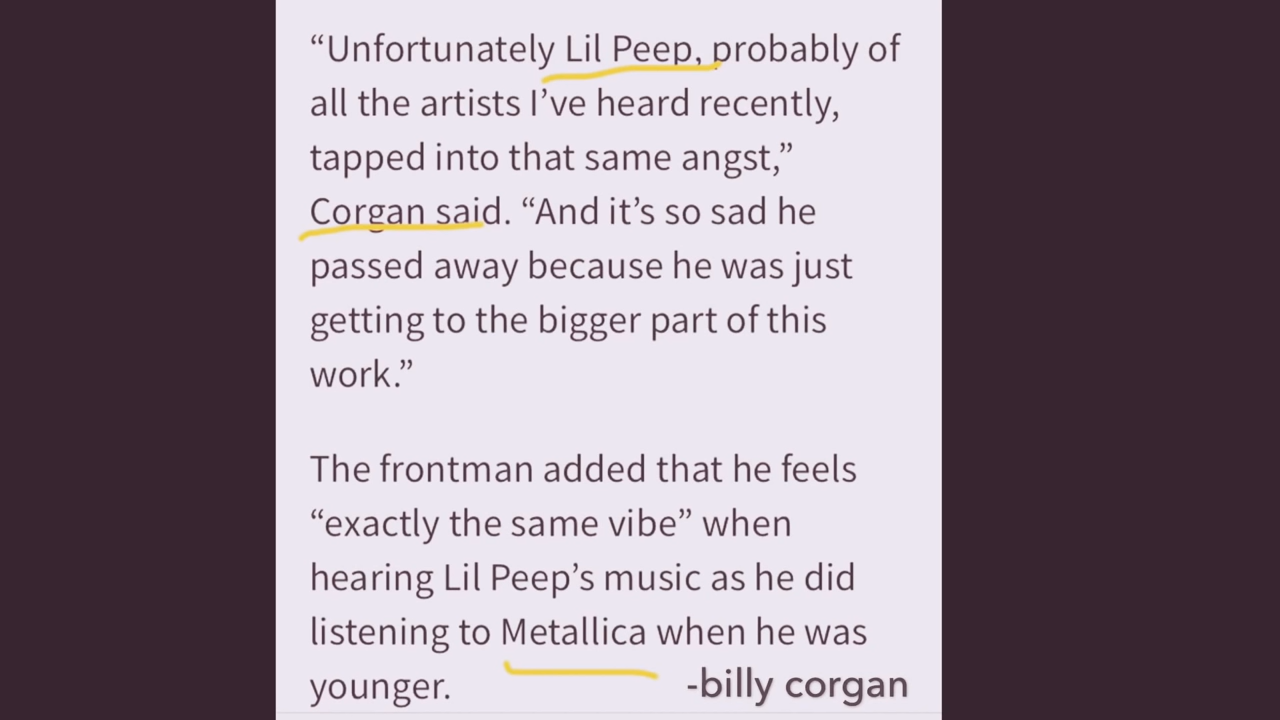 “Unfortunately Lil Peep, probably of
all the artists I’ve heard recently,
tapped into that same angst,”
Corgan said. “And it’s so sad he
passed away because he was just
getting to the bigger part of this
work.”
The frontman added that he feels
“exactly the same vibe” when
hearing Lil Peep’s music as he did
listening to Metallica when he was
younger.
-billy corgan